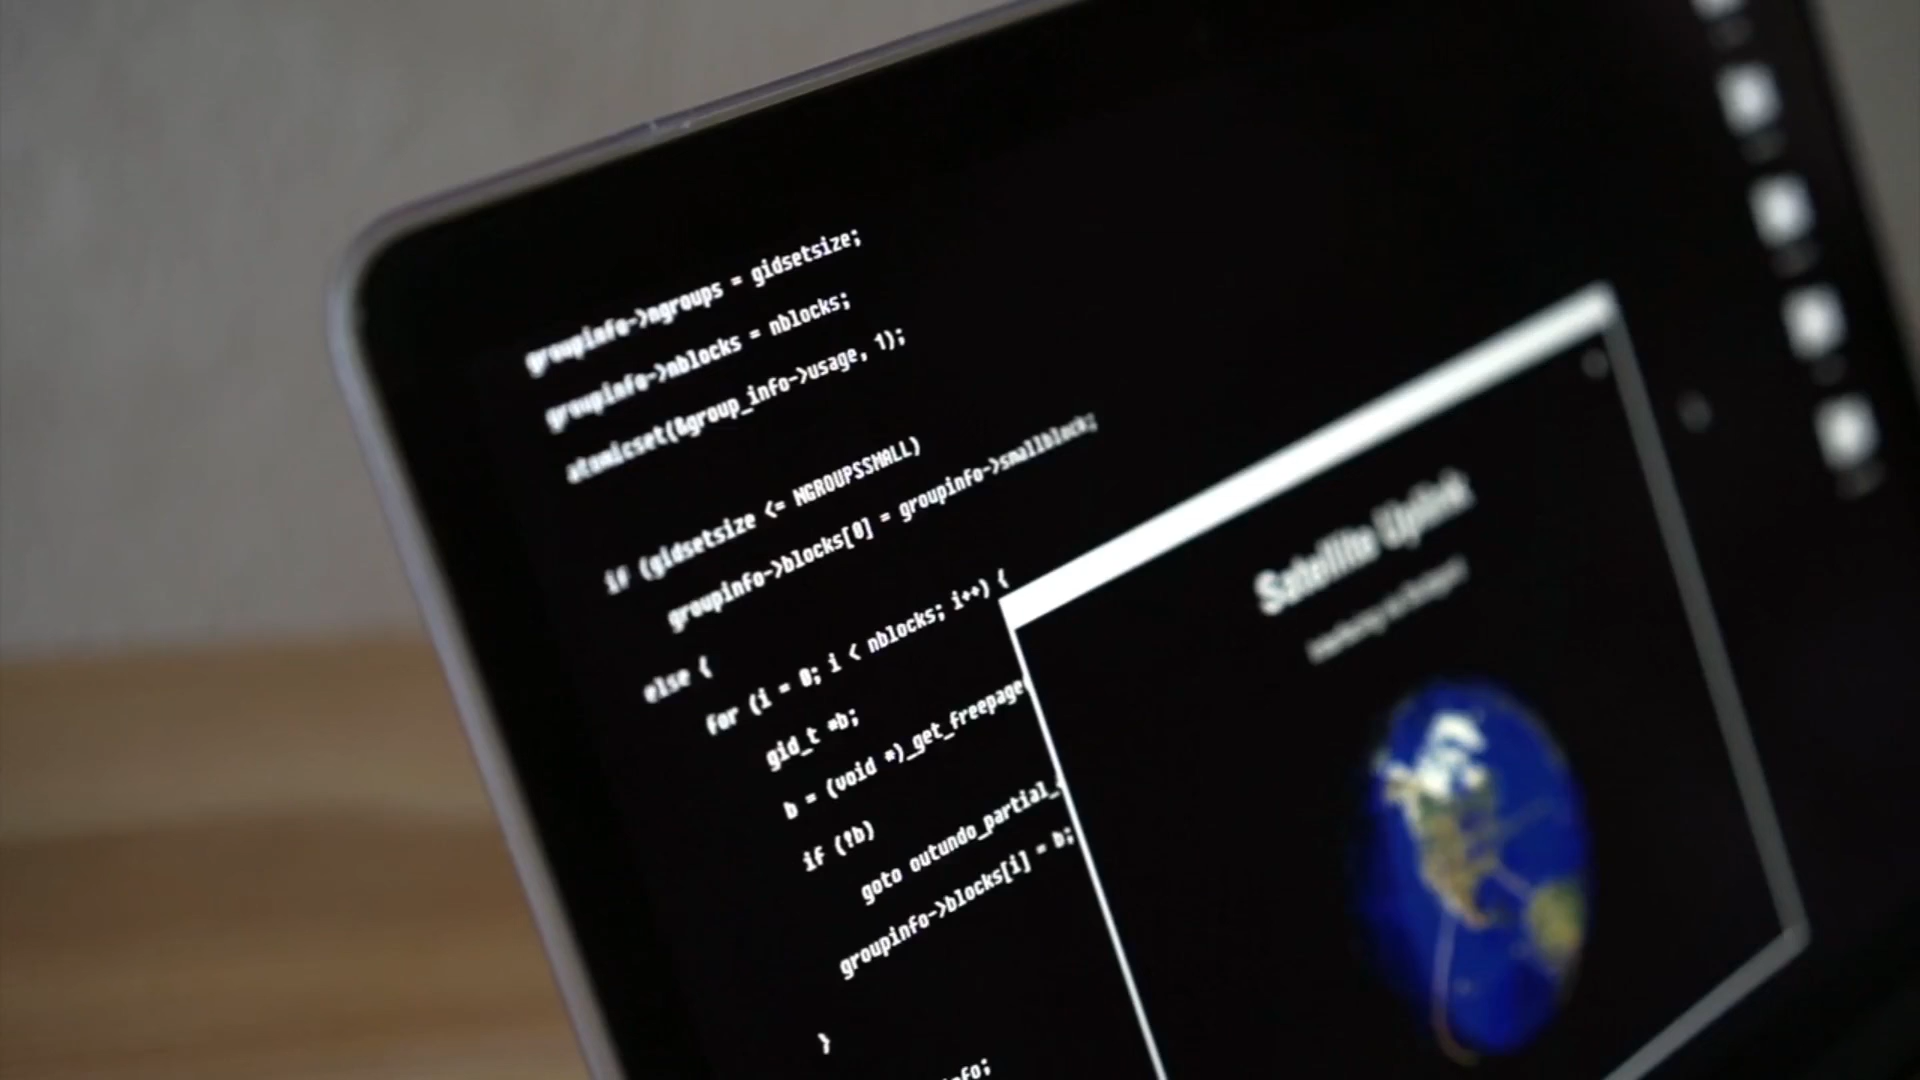 groupinfo->ngroups = gidsetsize;
groupinfo->nblocks = nblocks;
atomicset(&group_info->usage, 1);
if (gidsetsize <= NGROUPSSMALL)
groupinfo->blocks[0] = groupinfo->smallblock;
else {
for (i = 0; i < nblocks; i++) {
gid_t *b;
b = (void *)_get_freepage(
if (!b)
goto outundo_partial_
groupinfo->blocks[i] = b;
}
nfo;
Satellite Uplink